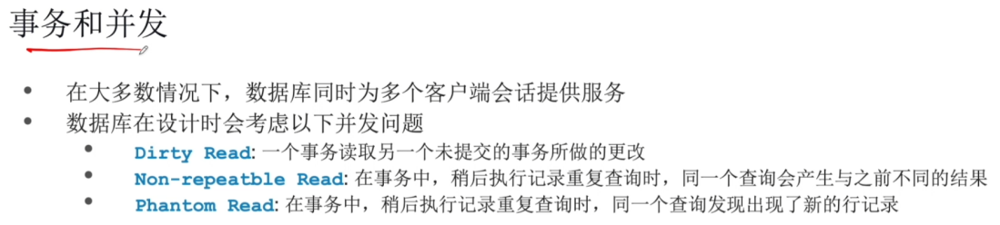 事务和并发
• 在大多数情况下，数据库同时为多个客户端会话提供服务
• 数据库在设计时会考虑以下并发问题
• Dirty Read: 一个事务读取另一个未提交的事务所做的更改
• Non-repeatble Read: 在事务中，稍后执行记录重复查询时，同一个查询会产生与之前不同的结果
• Phantom Read: 在事务中，稍后执行记录重复查询时，同一个查询发现出现了新的行记录